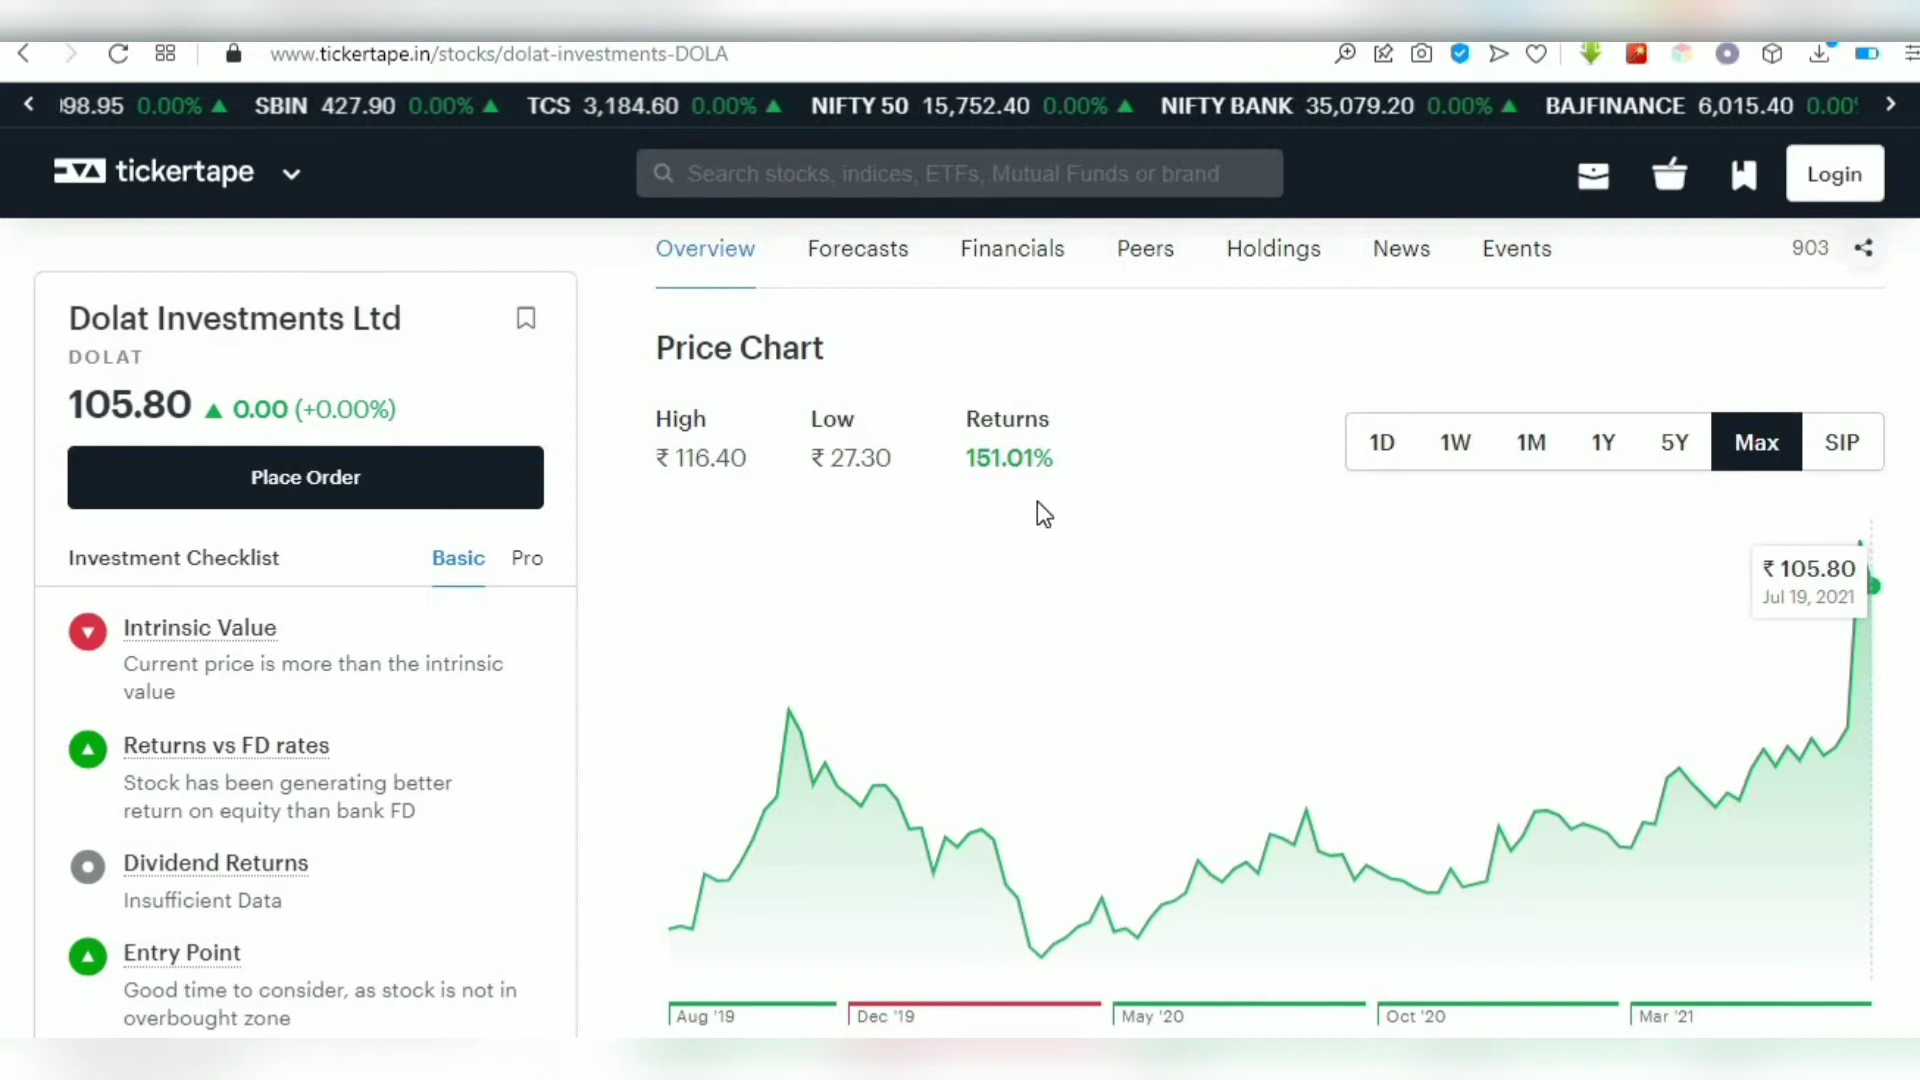 www.tickertape.in/stocks/dolat-investments-DOLA
98.95 0.00% ▲ SBIN 427.90 0.00% ▲ TCS 3,184.60 0.00% ▲ NIFTY 50 15,752.40 0.00% ▲ NIFTY BANK 35,079.20 0.00% ▲ BAJFINANCE 6,015.40 0.00
tickertape
Search stocks, indices, ETFs, Mutual Funds or brand
Login
Overview Forecasts Financials Peers Holdings News Events 903
Dolat Investments Ltd
DOLAT
105.80 ▲ 0.00 (+0.00%)
Place Order
Investment Checklist Basic Pro
Intrinsic Value
Current price is more than the intrinsic
value
Returns vs FD rates
Stock has been generating better
return on equity than bank FD
Dividend Returns
Insufficient Data
Entry Point
Good time to consider, as stock is not in
overbought zone
Price Chart
High Low Returns
₹ 116.40 ₹ 27.30 151.01%
1D 1W 1M 1Y 5Y Max SIP
₹ 105.80
Jul 19, 2021
Aug '19 Dec '19 May '20 Oct '20 Mar '21